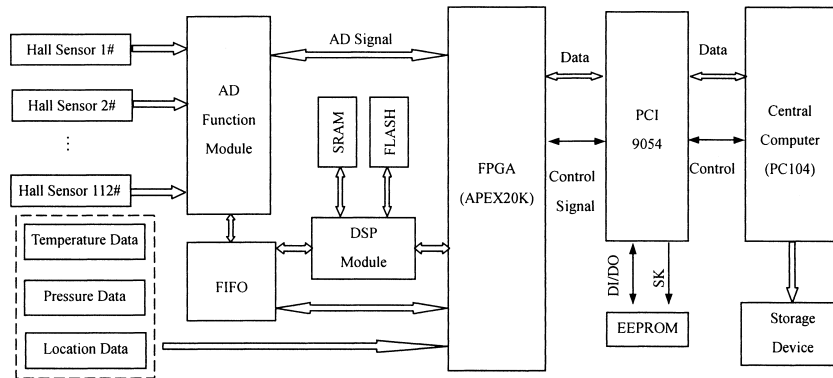 Hall Sensor 1#
Hall Sensor 2#
⋮
Hall Sensor 112#
Temperature Data
Pressure Data
Location Data
AD
Function
Module
FIFO
AD Signal
SRAM
FLASH
DSP
Module
FPGA
(APEX20K)
Data
Control
Signal
PCI
9054
DI/DO
SK
EEPROM
Data
Control
Central
Computer
(PC104)
Storage
Device